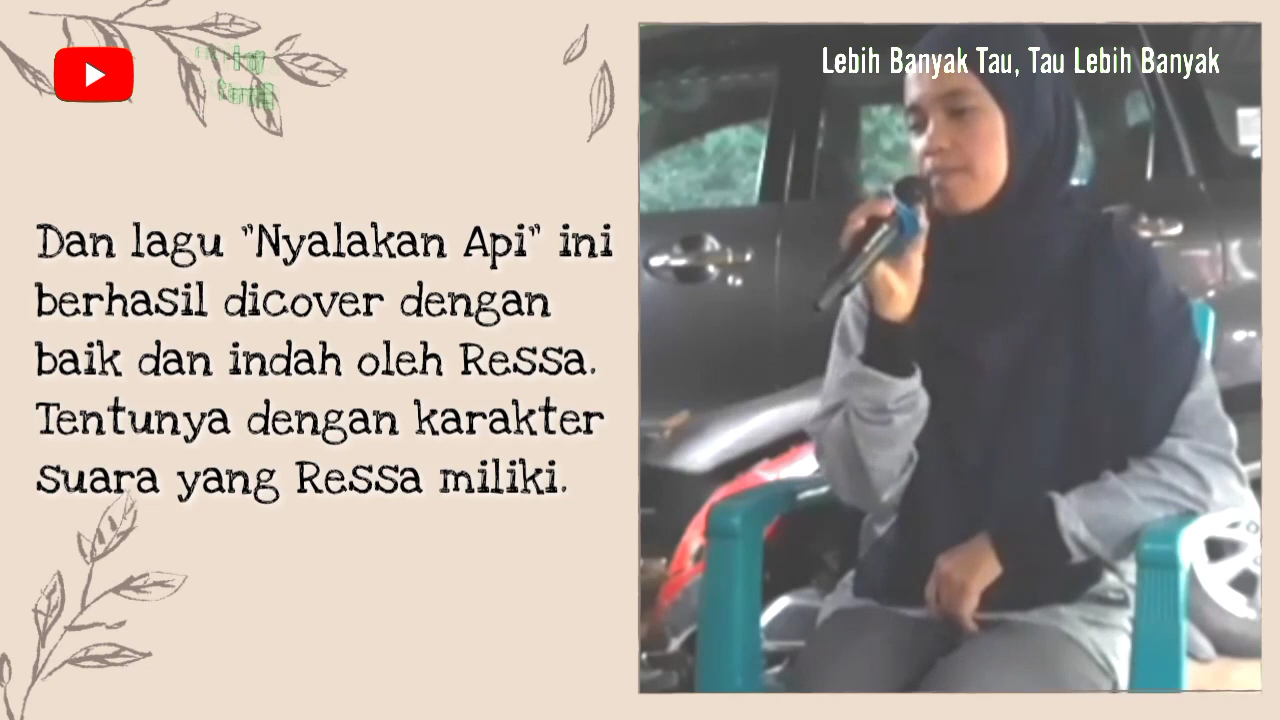 Lebih Banyak Tau, Tau Lebih Banyak
Dan lagu "Nyalakan Api" ini
berhasil dicover dengan
baik dan indah oleh Ressa.
Tentunya dengan karakter
suara yang Ressa miliki.